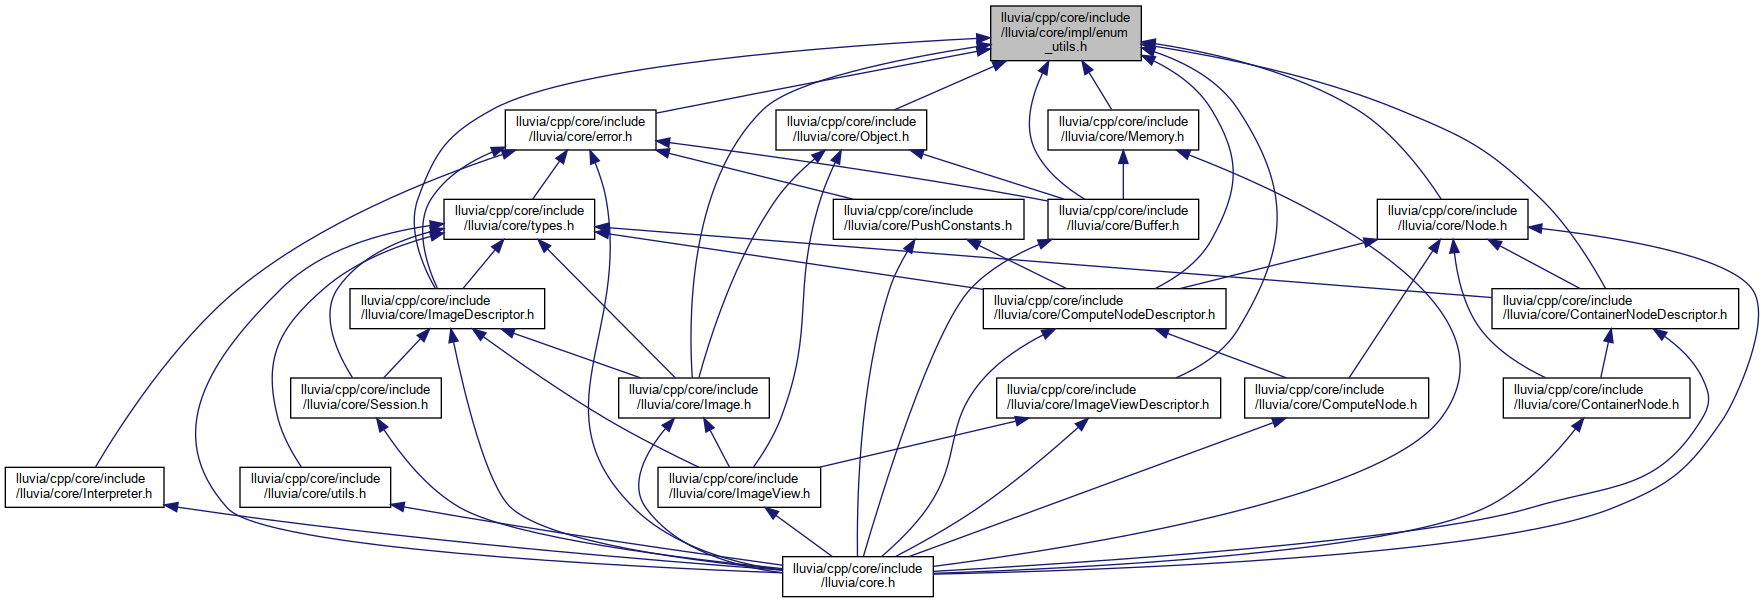 lluvia/cpp/core/include
/lluvia/core/impl/enum
_utils.h
lluvia/cpp/core/include
/lluvia/core/error.h
lluvia/cpp/core/include
/lluvia/core/Object.h
lluvia/cpp/core/include
/lluvia/core/Memory.h
lluvia/cpp/core/include
/lluvia/core/types.h
lluvia/cpp/core/include
/lluvia/core/PushConstants.h
lluvia/cpp/core/include
/lluvia/core/Buffer.h
lluvia/cpp/core/include
/lluvia/core/Node.h
lluvia/cpp/core/include
/lluvia/core/ImageDescriptor.h
lluvia/cpp/core/include
/lluvia/core/ComputeNodeDescriptor.h
lluvia/cpp/core/include
/lluvia/core/ContainerNodeDescriptor.h
lluvia/cpp/core/include
/lluvia/core/Session.h
lluvia/cpp/core/include
/lluvia/core/Image.h
lluvia/cpp/core/include
/lluvia/core/ImageViewDescriptor.h
lluvia/cpp/core/include
/lluvia/core/ComputeNode.h
lluvia/cpp/core/include
/lluvia/core/ContainerNode.h
lluvia/cpp/core/include
/lluvia/core/Interpreter.h
lluvia/cpp/core/include
/lluvia/core/utils.h
lluvia/cpp/core/include
/lluvia/core/ImageView.h
lluvia/cpp/core/include
/lluvia/core.h